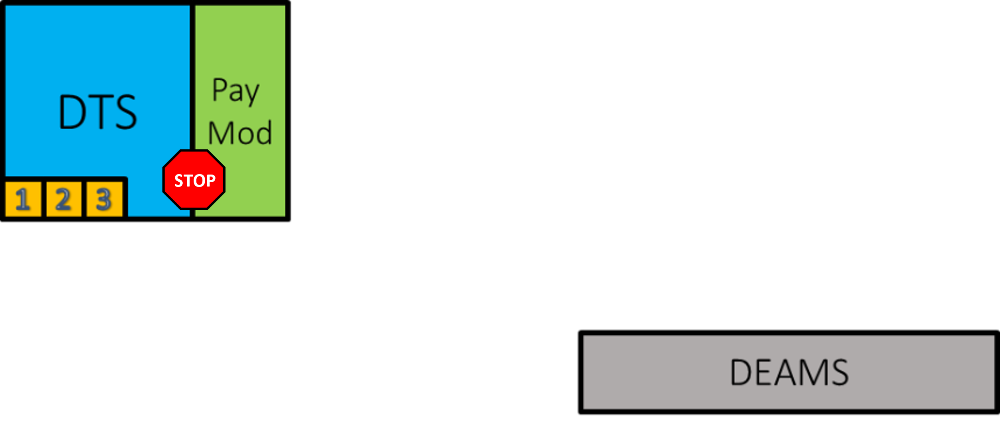 DTS
Pay
Mod
STOP
1 2 3
DEAMS